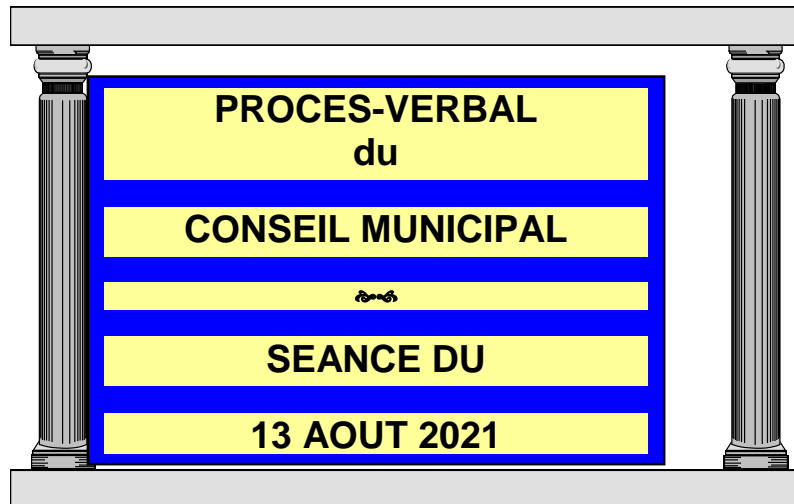 PROCES-VERBAL
du
CONSEIL MUNICIPAL
SEANCE DU
13 AOUT 2021